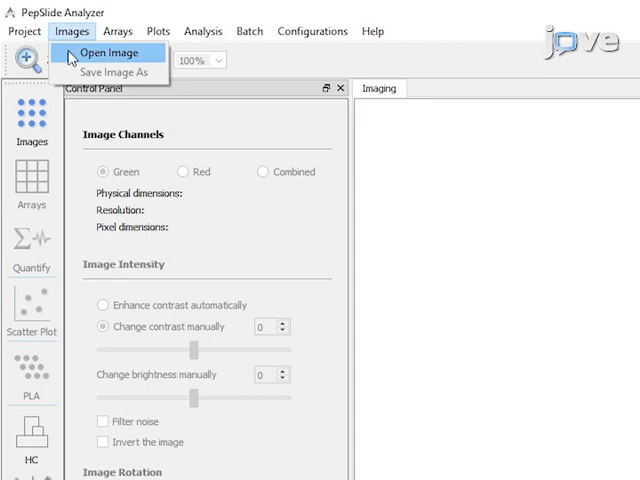 PepSlide Analyzer
jove
Project Images Arrays Plots Analysis Batch Configurations Help
Open Image
Save Image As
100%
Control Panel
Imaging
Images
Arrays
Quantify
Scatter Plot
PLA
HC
Image Channels
Green Red Combined
Physical dimensions:
Resolution:
Pixel dimensions:
Image Intensity
Enhance contrast automatically
Change contrast manually 0
Change brightness manually 0
Filter noise
Invert the image
Image Rotation